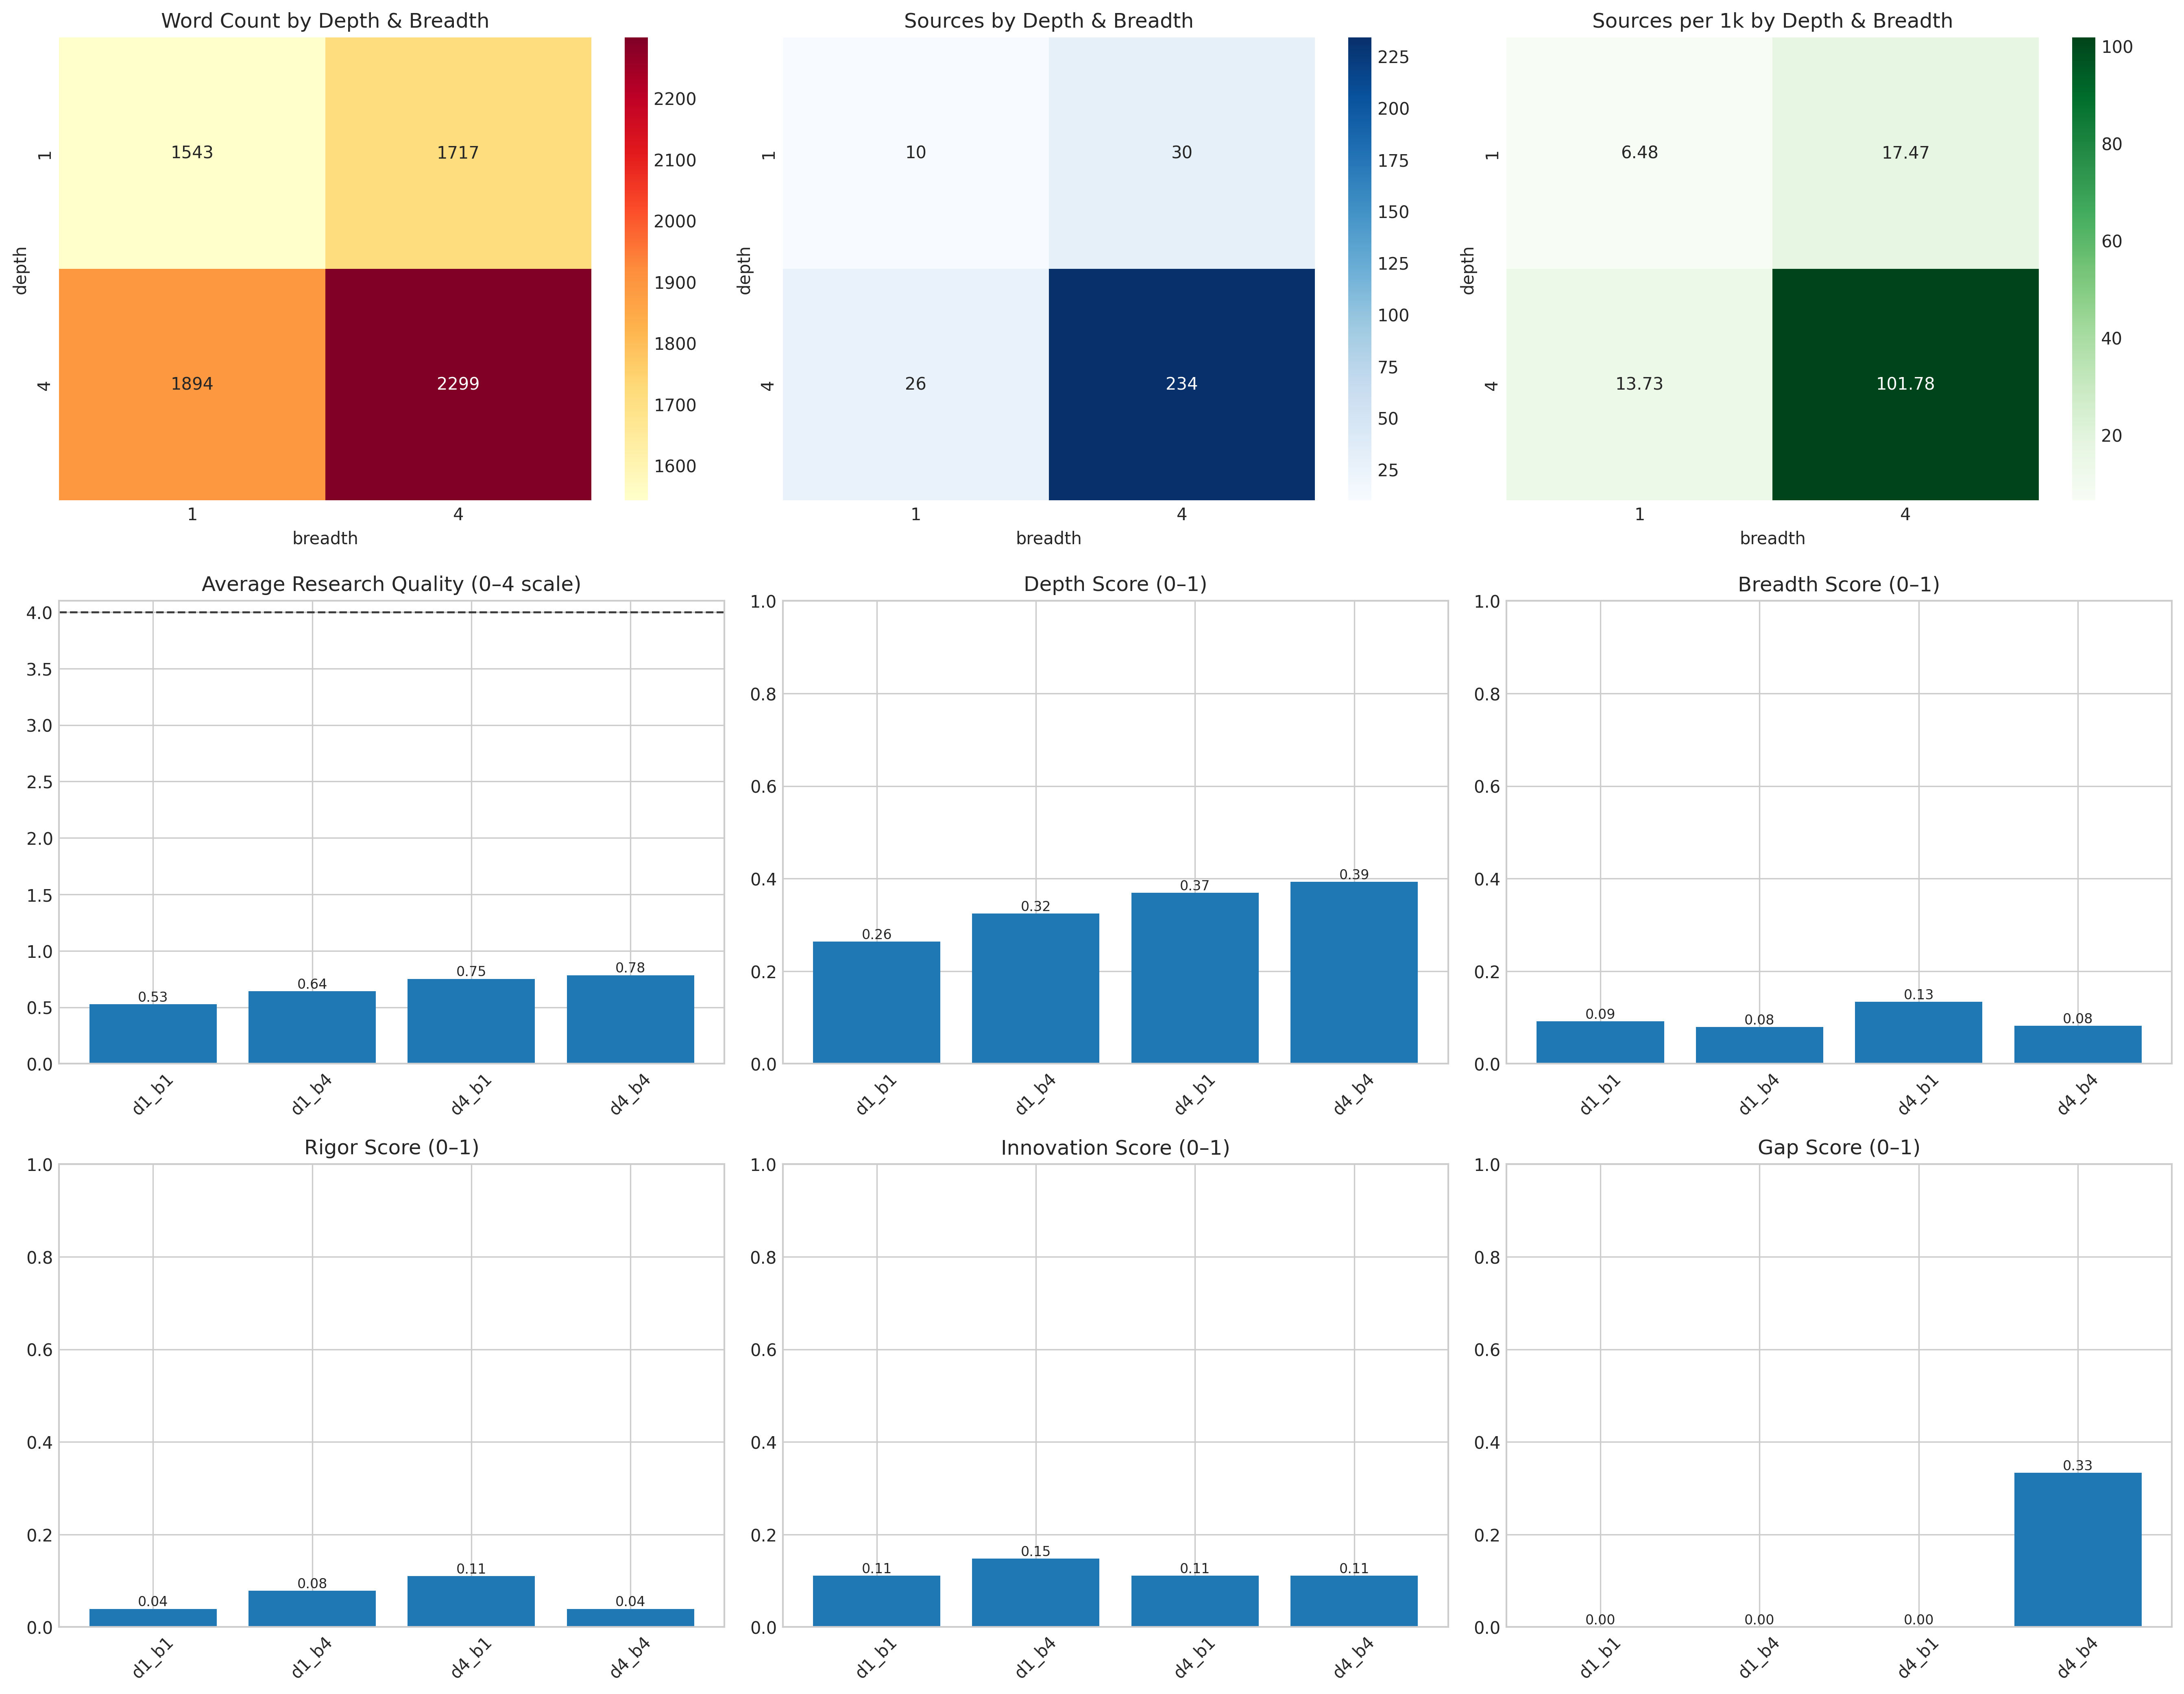 Word Count by Depth & Breadth
1543 1717
1894 2299
1
4
depth
1 4
breadth
2200
2100
2000
1900
1800
1700
1600
Sources by Depth & Breadth
10 30
26 234
1
4
depth
1 4
breadth
225
200
175
150
125
100
75
50
25
Sources per 1k by Depth & Breadth
6.48 17.47
13.73 101.78
1
4
depth
1 4
breadth
100
80
60
40
20
Average Research Quality (0–4 scale)
4.0
3.5
3.0
2.5
2.0
1.5
1.0
0.5
0.0
0.53 0.64 0.75 0.78
d1_b1 d1_b4 d4_b1 d4_b4
Depth Score (0–1)
1.0
0.8
0.6
0.4
0.2
0.0
0.26 0.32 0.37 0.39
d1_b1 d1_b4 d4_b1 d4_b4
Breadth Score (0–1)
1.0
0.8
0.6
0.4
0.2
0.0
0.09 0.08 0.13 0.08
d1_b1 d1_b4 d4_b1 d4_b4
Rigor Score (0–1)
1.0
0.8
0.6
0.4
0.2
0.0
0.04 0.08 0.11 0.04
d1_b1 d1_b4 d4_b1 d4_b4
Innovation Score (0–1)
1.0
0.8
0.6
0.4
0.2
0.0
0.11 0.15 0.11 0.11
d1_b1 d1_b4 d4_b1 d4_b4
Gap Score (0–1)
1.0
0.8
0.6
0.4
0.2
0.0
0.00 0.00 0.00 0.33
d1_b1 d1_b4 d4_b1 d4_b4